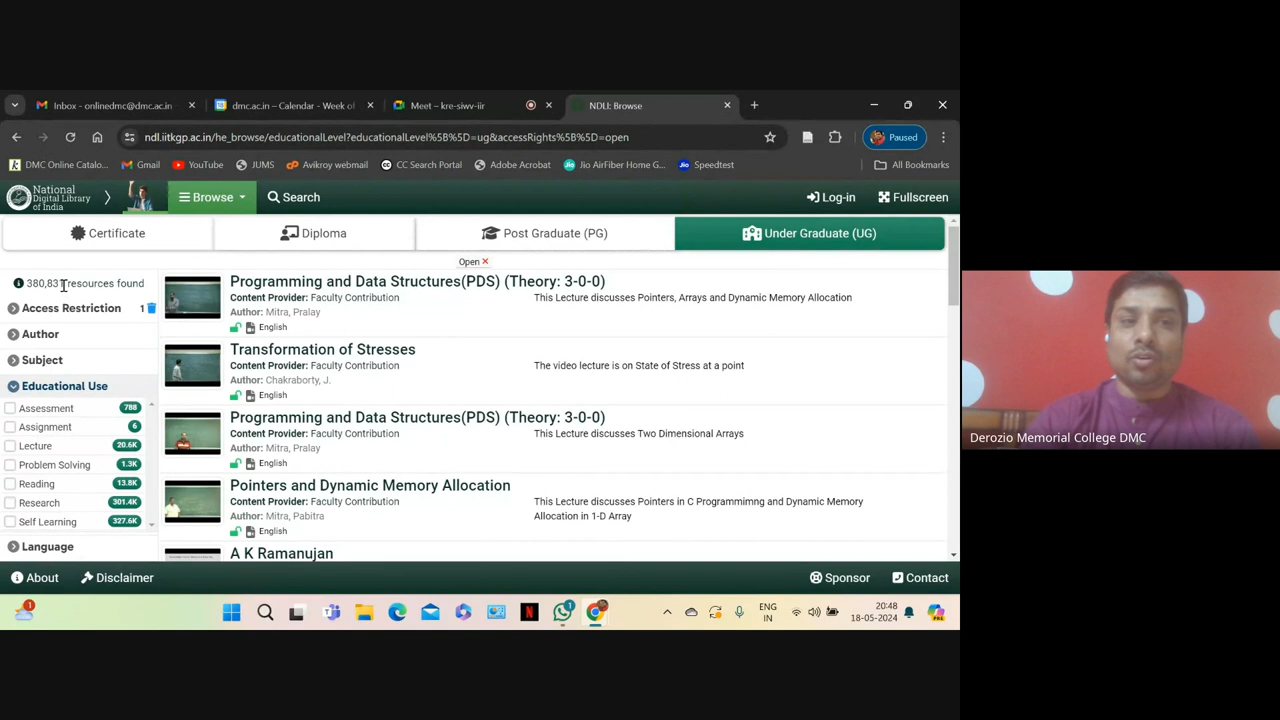 Inbox - onlinedmc@dmc.ac.in
dmc.ac.in – Calendar - Week of
Meet – kre-siwv-iir
NDLI: Browse
ndl.iitkgp.ac.in/he_browse/educationalLevel?educationalLevel%5B%5D=ug&accessRights%5B%5D=open
Paused
DMC Online Catalo...
Gmail
YouTube
JUMS
Avikroy webmail
CC Search Portal
Adobe Acrobat
Jio AirFiber Home G...
Speedtest
All Bookmarks
National
Digital Library
of India
Browse
Search
Log-in
Fullscreen
Certificate
Diploma
Post Graduate (PG)
Under Graduate (UG)
Open ×
resources found
Access Restriction 1
Author
Subject
Educational Use
Assessment 788
Assignment 6
Lecture 20.6K
Problem Solving 1.3K
Reading 13.8K
Research 301.4K
Self Learning 327.6K
Language
Programming and Data Structures(PDS) (Theory: 3-0-0)
Content Provider: Faculty Contribution
This Lecture discusses Pointers, Arrays and Dynamic Memory Allocation
Author: Mitra, Pralay
English
Transformation of Stresses
Content Provider: Faculty Contribution
The video lecture is on State of Stress at a point
Author: Chakraborty, J.
English
Programming and Data Structures(PDS) (Theory: 3-0-0)
Content Provider: Faculty Contribution
This Lecture discusses Two Dimensional Arrays
Author: Mitra, Pralay
English
Pointers and Dynamic Memory Allocation
Content Provider: Faculty Contribution
This Lecture discusses Pointers in C Programmimng and Dynamic Memory
Allocation in 1-D Array
Author: Mitra, Pabitra
English
A K Ramanujan
About
Disclaimer
Sponsor
Contact
Derozio Memorial College DMC
1
1
ENG
IN
20:48
18-05-2024